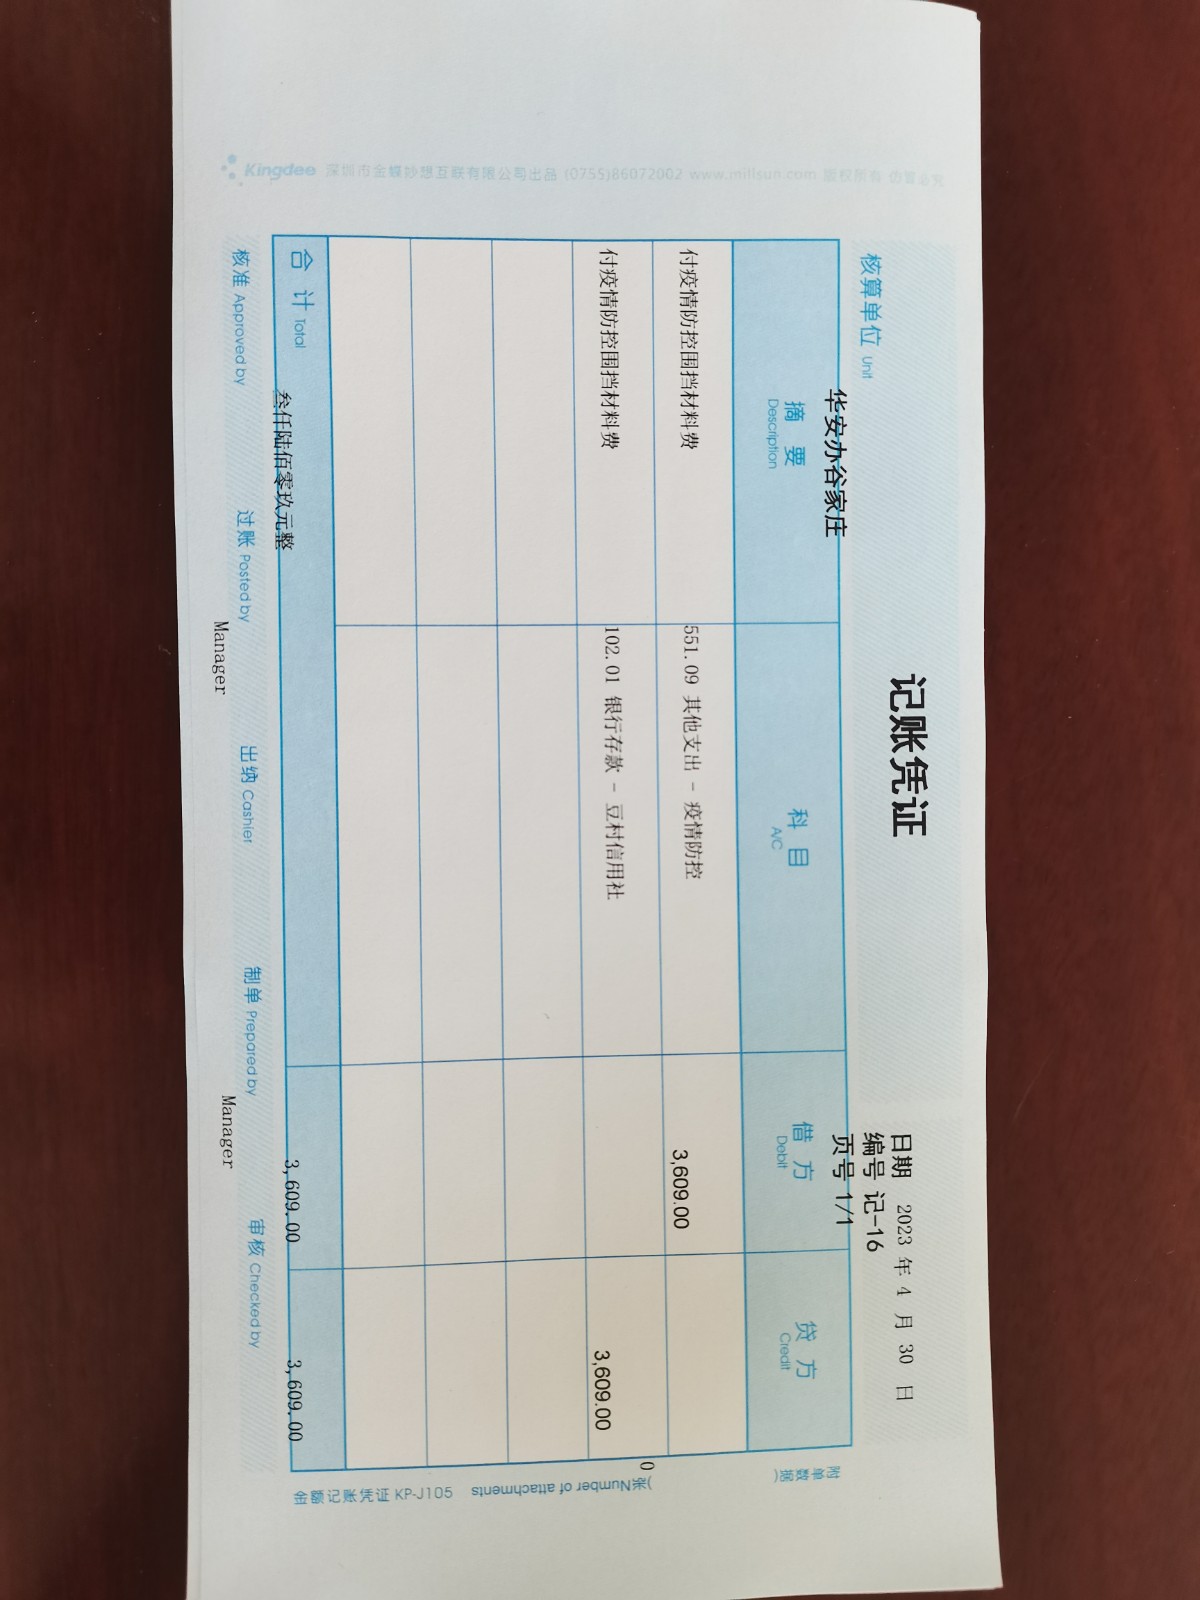 记账凭证
日期 2023 年 4 月 30 日
编号 记-16
页号 1/1
核算单位 Unit
华安办谷家庄
摘 要 科 目 借 方 贷 方
Description A/C Debit Credit
付疫情防控围挡材料费 551.09 其他支出 - 疫情防控 3,609.00
付疫情防控围挡材料费 102.01 银行存款 - 豆村信用社 3,609.00
合 计 Total 叁仟陆佰零玖元整 3,609.00 3,609.00
核准 Approved by 过账 Posted by 出纳 Cashier 制单 Prepared by 审核 Checked by
Manager Manager
附单数据(
0
)张Number of attachments
金额记账凭证 KP-J105
Kingdee 深圳市金蝶妙想互联有限公司出品 (0755)86072002 www.millsun.com 版权所有 仿冒必究